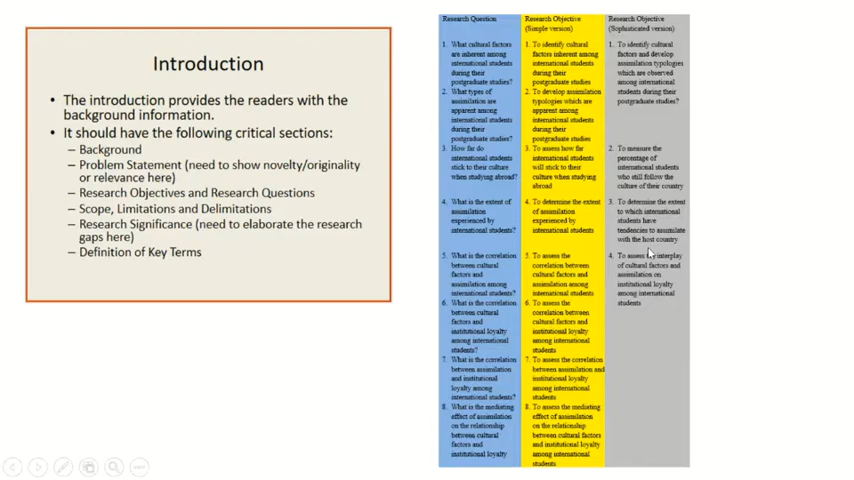 Introduction
• The introduction provides the readers with the
background information.
• It should have the following critical sections:
– Background
– Problem Statement (need to show novelty/originality
or relevance here)
– Research Objectives and Research Questions
– Scope, Limitations and Delimitations
– Research Significance (need to elaborate the research
gaps here)
– Definition of Key Terms
Research Question
1. What cultural factors
are inherent among
international students
during their
postgraduate studies?
2. What types of
assimilation are
apparent among
international students
during their
postgraduate studies?
3. How far do
international students
stick to their culture
when studying abroad?
4. What is the extent of
assimilation
experienced by
international students?
5. What is the correlation
between cultural
factors and
assimilation among
international students?
6. What is the correlation
between cultural
factors and
institutional loyalty
among international
students?
7. What is the correlation
between assimilation
and institutional
loyalty among
international students?
8. What is the mediating
effect of assimilation
on the relationship
between cultural
factors and
institutional loyalty
Research Objective
(Simple version)
1. To identify cultural
factors inherent among
international students
during their
postgraduate studies
2. To develop assimilation
typologies which are
apparent among
international students
during their
postgraduate studies
3. To assess how far
international students
will stick to their
culture when studying
abroad
4. To determine the extent
of assimilation
experienced by
international students
5. To assess the
correlation between
cultural factors and
assimilation among
international students
6. To assess the
correlation between
cultural factors and
institutional loyalty
among international
students
7. To assess the correlation
between assimilation and
institutional loyalty
among international
students
8. To assess the mediating
effect of assimilation
on the relationship
between cultural factors
and institutional loyalty
among international
students
Research Objective
(Sophisticated version)
1. To identify cultural
factors and develop
assimilation typologies
which are observed
among international
students during their
postgraduate studies?
2. To measure the
percentage of
international students
who still follow the
culture of their country
3. To determine the extent
to which international
students have
tendencies to assimilate
with the host country
4. To assess the interplay
of cultural factors and
assimilation on
institutional loyalty
among international
students